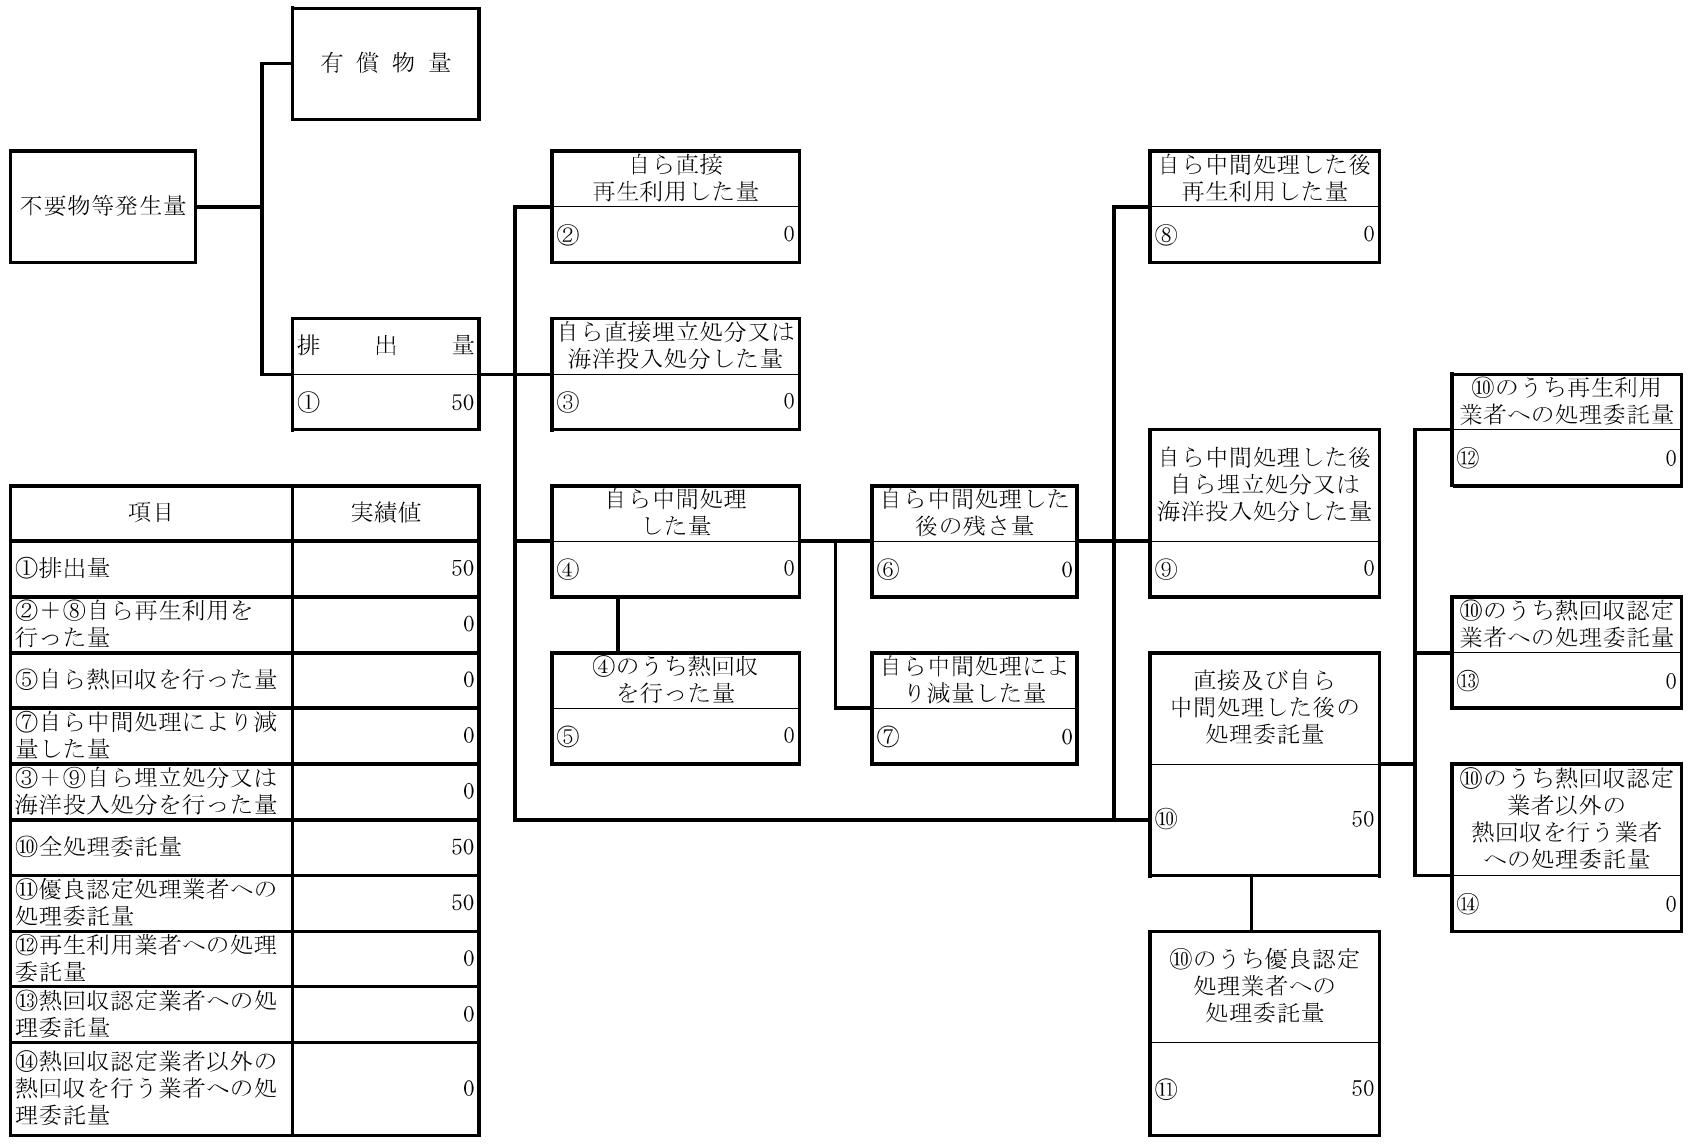 有償物量
不要物等発生量
自ら直接
再生利用した量
② 0
自ら中間処理した後
再生利用した量
⑧ 0
排出量
① 50
自ら直接埋立処分又は
海洋投入処分した量
③ 0
⑩のうち再生利用
業者への処理委託量
⑫ 0
自ら中間処理
した量
④ 0
自ら中間処理した
後の残さ量
⑥ 0
自ら中間処理した後
自ら埋立処分又は
海洋投入処分した量
⑨ 0
⑩のうち熱回収認定
業者への処理委託量
⑬ 0
④のうち熱回収
を行った量
⑤ 0
自ら中間処理によ
り減量した量
⑦ 0
直接及び自ら
中間処理した後の
処理委託量
⑩ 50
⑩のうち熱回収認定
業者以外の
熱回収を行う業者
への処理委託量
⑭ 0
⑩のうち優良認定
処理業者への
処理委託量
⑪ 50
項目 実績値
①排出量 50
②+⑧自ら再生利用を
行った量 0
⑤自ら熱回収を行った量 0
⑦自ら中間処理により減
量した量 0
③+⑨自ら埋立処分又は
海洋投入処分を行った量 0
⑩全処理委託量 50
⑪優良認定処理業者への
処理委託量 50
⑫再生利用業者への処理
委託量 0
⑬熱回収認定業者への処
理委託量 0
⑭熱回収認定業者以外の
熱回収を行う業者への処 0
理委託量